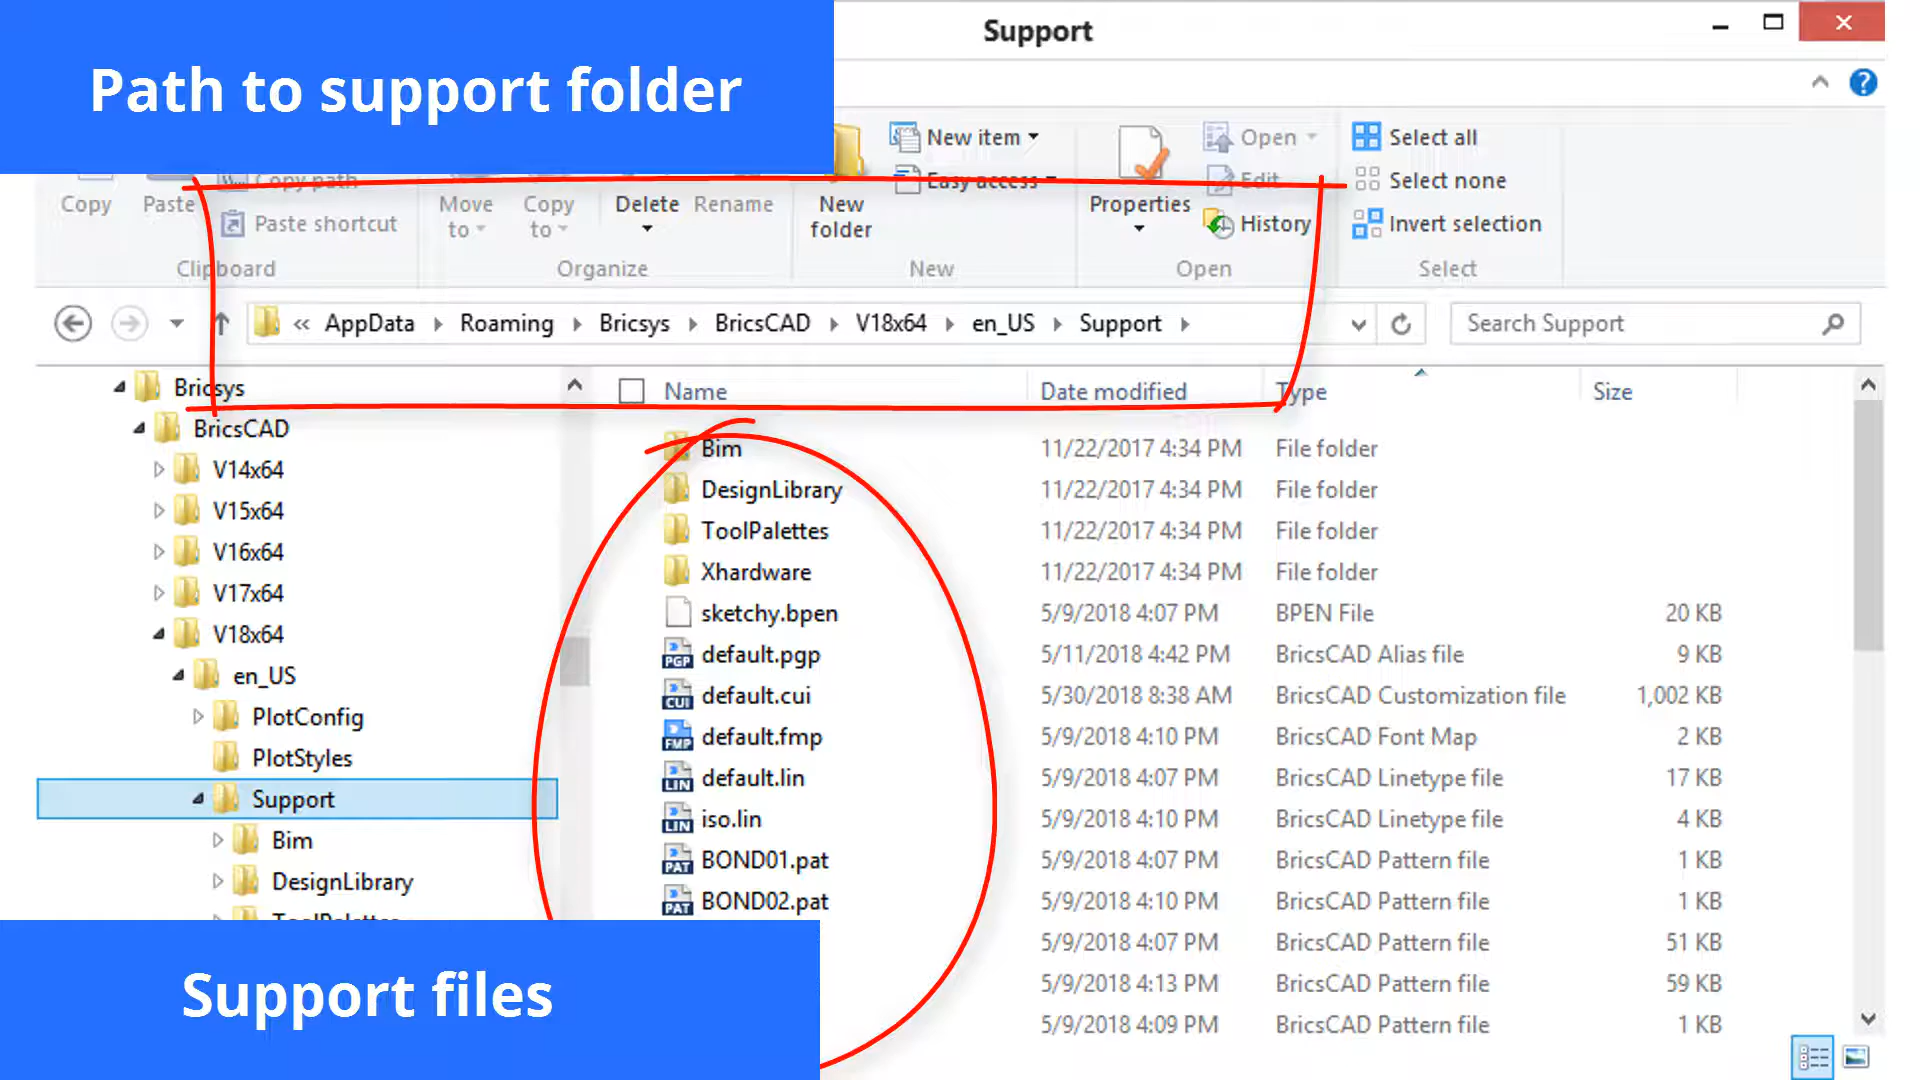 Path to support folder
Support
?
New item
Open
Select all
Copy path
Easy access
Edit
Select none
Copy
Paste
Paste shortcut
Move to
Copy to
Delete
Rename
New folder
Properties
History
Invert selection
Clipboard
Organize
New
Open
Select
« AppData Roaming Bricsys BricsCAD V18x64 en_US Support
Search Support
Bricsys
BricsCAD
V14x64
V15x64
V16x64
V17x64
V18x64
en_US
PlotConfig
PlotStyles
Support
Bim
DesignLibrary
ToolPalettes
Name Date modified Type Size
Bim 11/22/2017 4:34 PM File folder
DesignLibrary 11/22/2017 4:34 PM File folder
ToolPalettes 11/22/2017 4:34 PM File folder
Xhardware 11/22/2017 4:34 PM File folder
sketchy.bpen 5/9/2018 4:07 PM BPEN File 20 KB
PGP default.pgp 5/11/2018 4:42 PM BricsCAD Alias file 9 KB
CUI default.cui 5/30/2018 8:38 AM BricsCAD Customization file 1,002 KB
FMP default.fmp 5/9/2018 4:10 PM BricsCAD Font Map 2 KB
LIN default.lin 5/9/2018 4:07 PM BricsCAD Linetype file 17 KB
LIN iso.lin 5/9/2018 4:10 PM BricsCAD Linetype file 4 KB
PAT BOND01.pat 5/9/2018 4:07 PM BricsCAD Pattern file 1 KB
PAT BOND02.pat 5/9/2018 4:10 PM BricsCAD Pattern file 1 KB
5/9/2018 4:07 PM BricsCAD Pattern file 51 KB
5/9/2018 4:13 PM BricsCAD Pattern file 59 KB
5/9/2018 4:09 PM BricsCAD Pattern file 1 KB
Support files